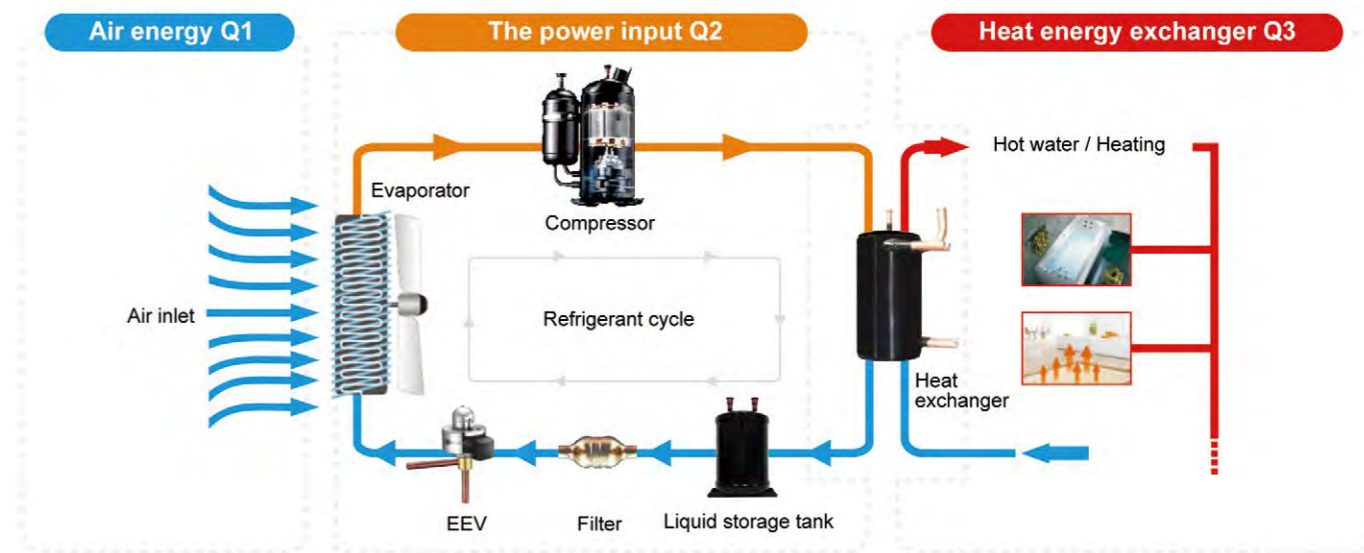 Air energy Q1
The power input Q2
Heat energy exchanger Q3
Hot water / Heating
Evaporator
Compressor
Air inlet
Refrigerant cycle
Heat
exchanger
EEV
Filter
Liquid storage tank